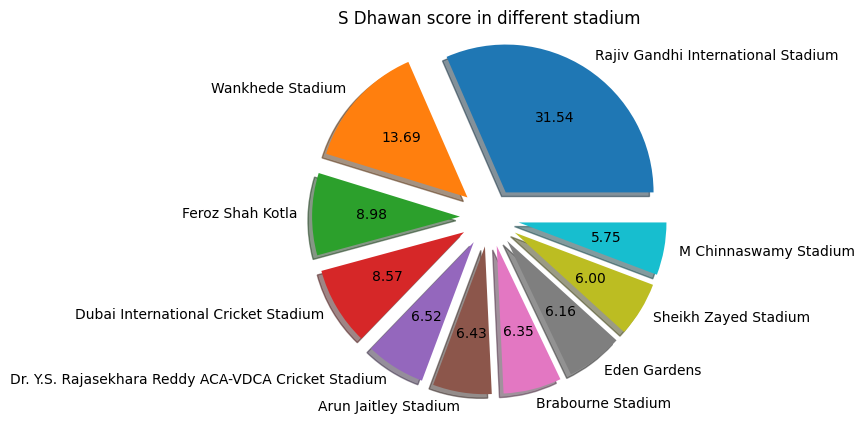 S Dhawan score in different stadium
Rajiv Gandhi International Stadium
31.54
Wankhede Stadium
13.69
Feroz Shah Kotla
8.98
Dubai International Cricket Stadium
8.57
Dr. Y.S. Rajasekhara Reddy ACA-VDCA Cricket Stadium
6.52
Arun Jaitley Stadium
6.43
Brabourne Stadium
6.35
Eden Gardens
6.16
Sheikh Zayed Stadium
6.00
M Chinnaswamy Stadium
5.75